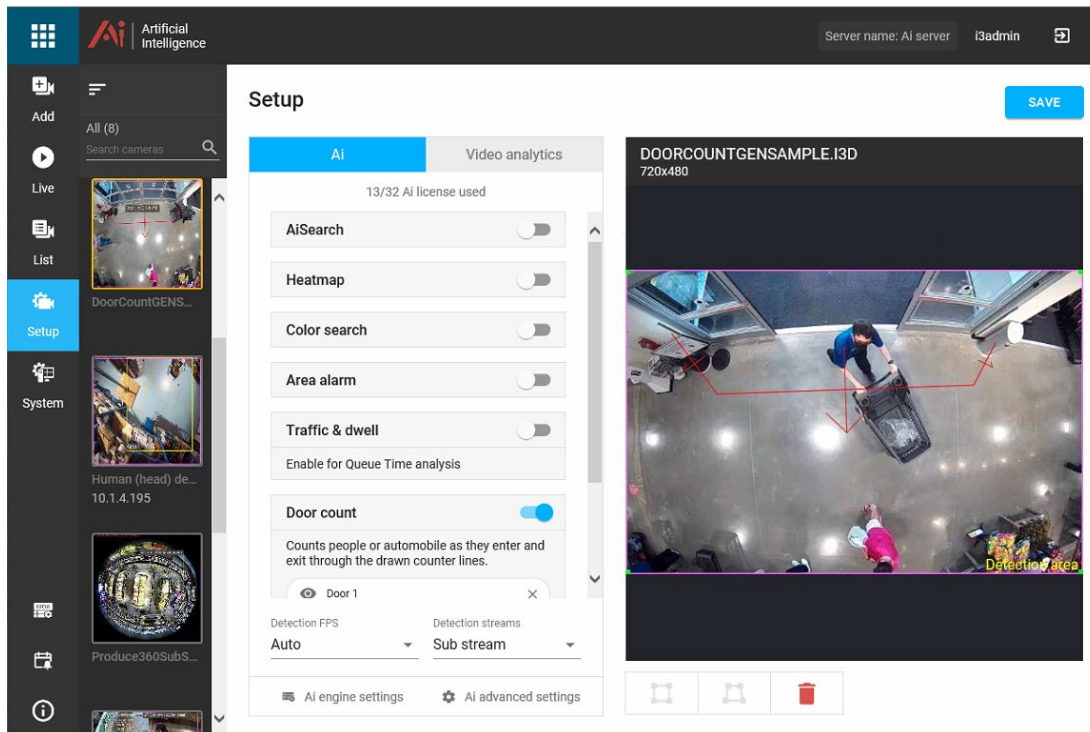 Ai
Artificial
Intelligence
Server name: Ai server
i3admin
Add
Live
List
Setup
System
All (8)
Search cameras
DoorCountGENS...
Human (head) de...
10.1.4.195
Produce360SubS...
Setup
SAVE
Ai
Video analytics
13/32 Ai license used
AiSearch
Heatmap
Color search
Area alarm
Traffic & dwell
Enable for Queue Time analysis
Door count
Counts people or automobile as they enter and
exit through the drawn counter lines.
Door 1
Detection FPS
Auto
Detection streams
Sub stream
Ai engine settings
Ai advanced settings
DOORCOUNTGENSAMPLE.I3D
720x480
Detection area